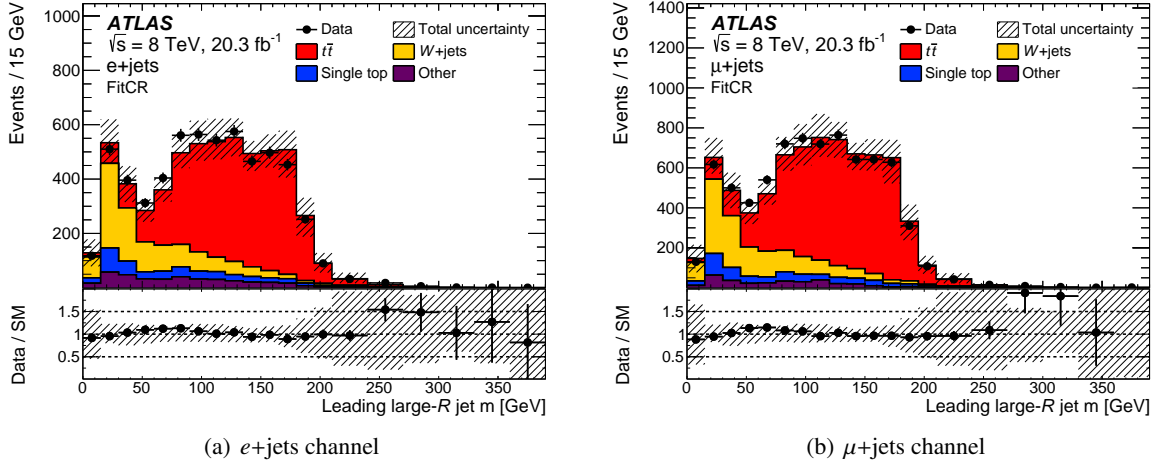 ATLAS
√s = 8 TeV, 20.3 fb-1
e+jets
FitCR
Data
Total uncertainty
tt̄
W+jets
Single top
Other
Events / 15 GeV
1000
800
600
400
200
Data / SM
1.5
1
0.5
0 50 100 150 200 250 300 350
Leading large-R jet m [GeV]
(a) e+jets channel
ATLAS
√s = 8 TeV, 20.3 fb-1
μ+jets
FitCR
Data
Total uncertainty
tt̄
W+jets
Single top
Other
Events / 15 GeV
1400
1200
1000
800
600
400
200
Data / SM
1.5
1
0.5
0 50 100 150 200 250 300 350
Leading large-R jet m [GeV]
(b) μ+jets channel